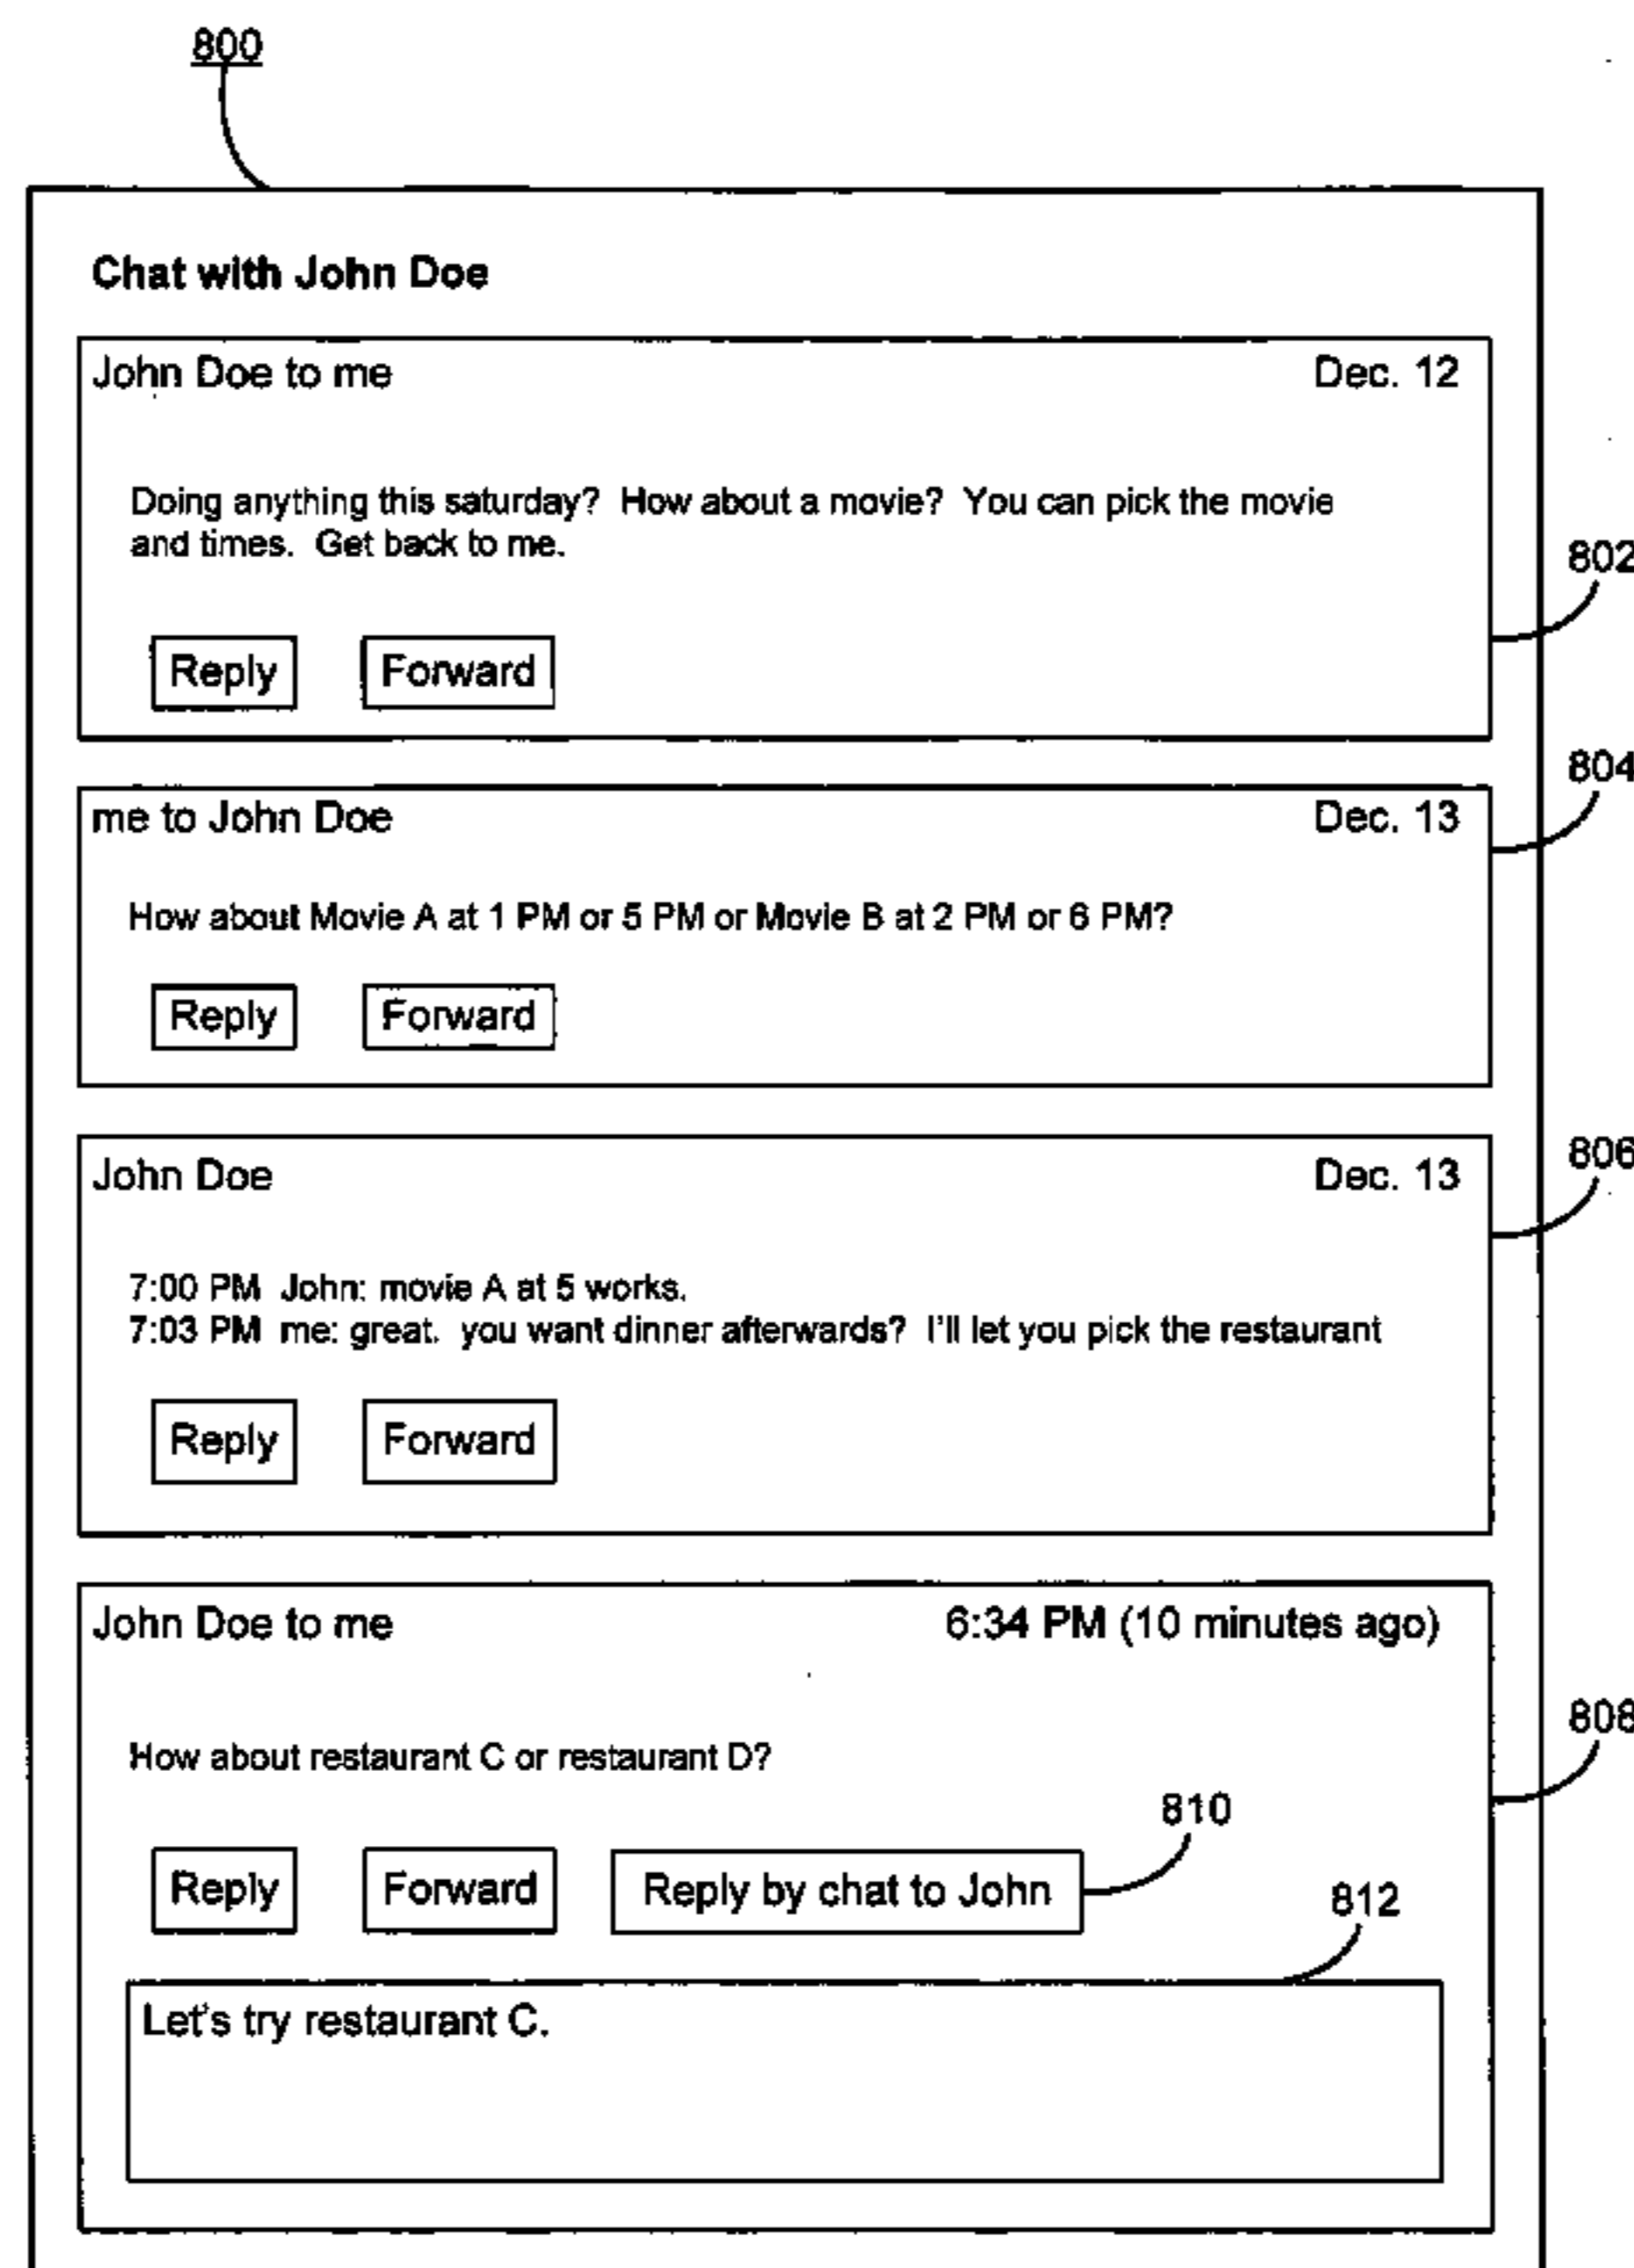 800
Chat with John Doe
John Doe to me Dec. 12
Doing anything this saturday? How about a movie? You can pick the movie
and times. Get back to me.
802
Reply Forward
804
me to John Doe Dec. 13
How about Movie A at 1 PM or 5 PM or Movie B at 2 PM or 6 PM?
Reply Forward
806
John Doe Dec. 13
7:00 PM John: movie A at 5 works.
7:03 PM me: great. you want dinner afterwards? I'll let you pick the restaurant
Reply Forward
John Doe to me 6:34 PM (10 minutes ago)
808
How about restaurant C or restaurant D?
810
Reply Forward Reply by chat to John
812
Let's try restaurant C.